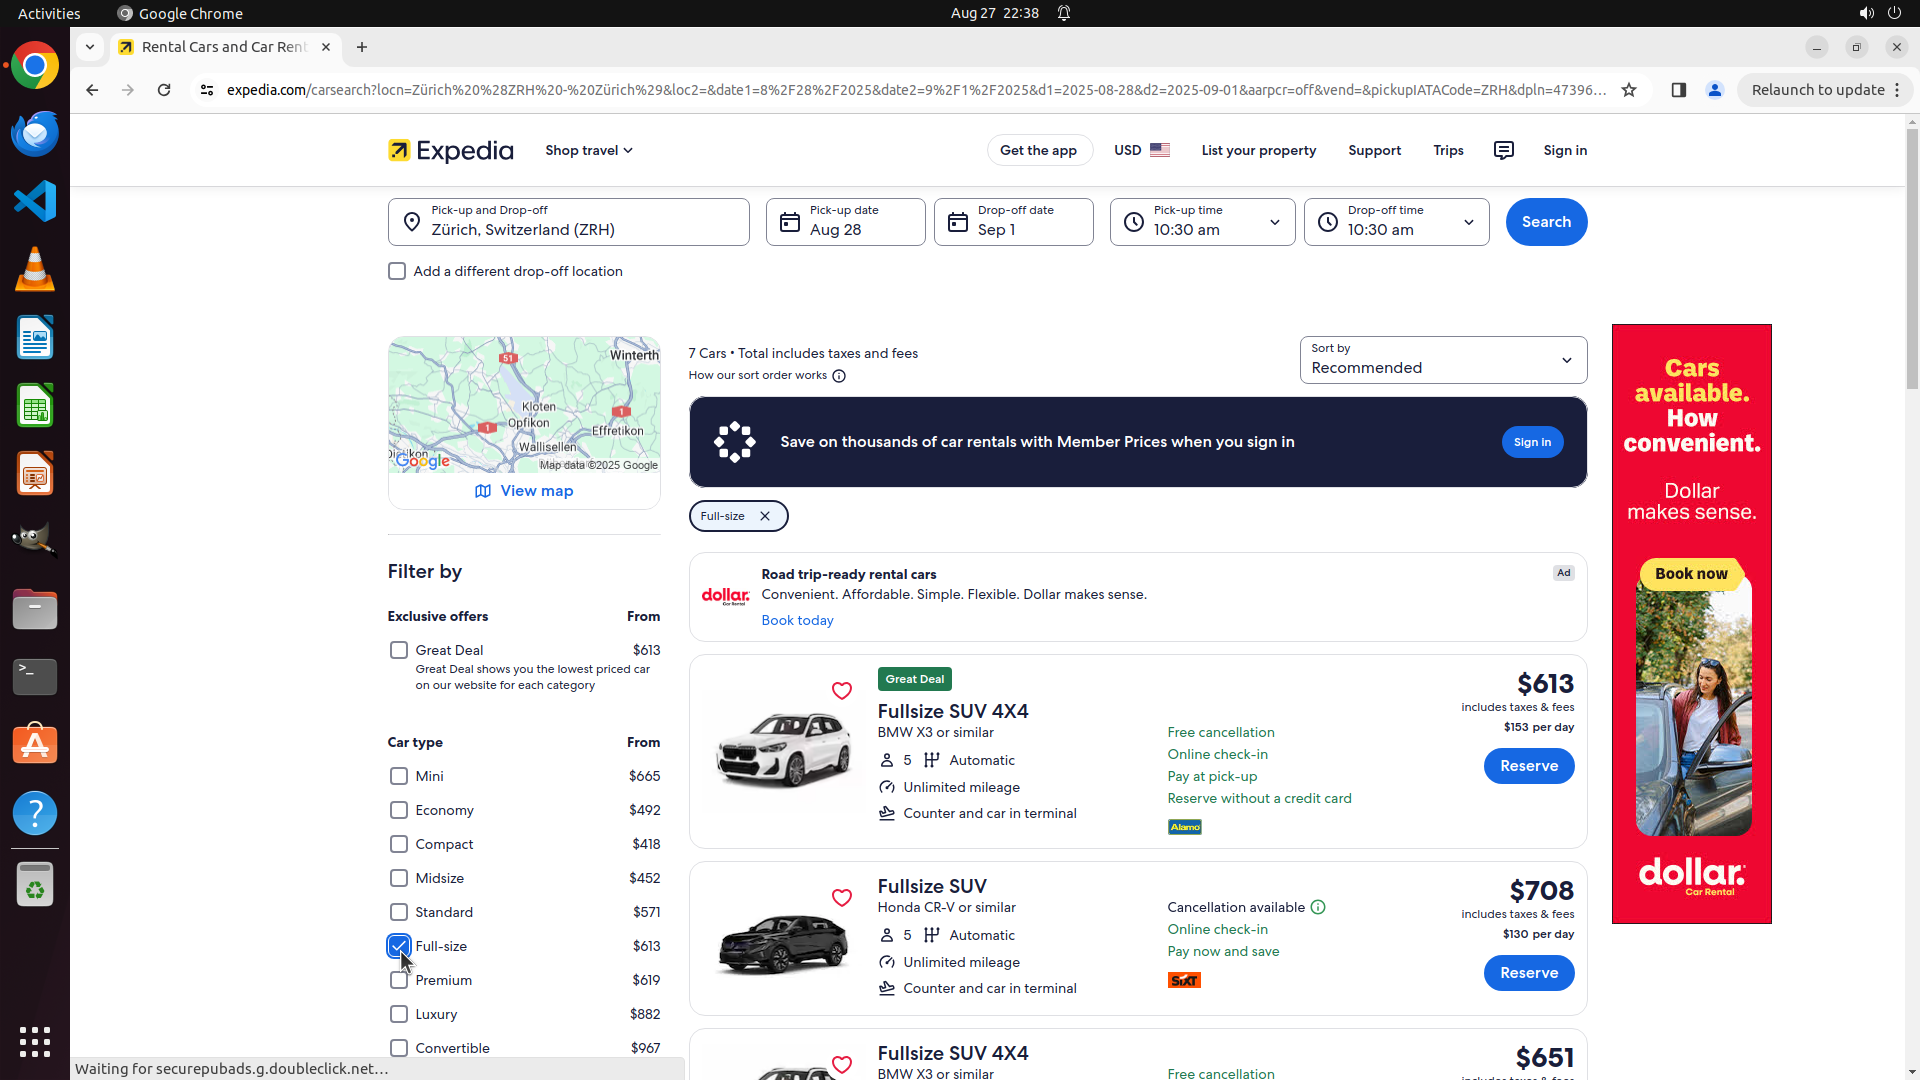 Activities
Google Chrome
Aug 27 22:38
Rental Cars and Car Rent
expedia.com/carsearch?locn=Zürich%20%28ZRH%20-%20Zürich%29&loc2=&date1=8%2F28%2F2025&date2=9%2F1%2F2025&d1=2025-08-28&d2=2025-09-01&aarpcr=off&vend=&pickupIATACode=ZRH&dpln=47396...
Relaunch to update
Expedia
Shop travel
Get the app
USD
List your property
Support
Trips
Sign in
Pick-up and Drop-off
Zürich, Switzerland (ZRH)
Pick-up date
Aug 28
Drop-off date
Sep 1
Pick-up time
10:30 am
Drop-off time
10:30 am
Search
Add a different drop-off location
51
Winterth
Kloten
1
Opfikon
1
Effretikon
Wallisellen
Google
Map data ©2025 Google
View map
7 Cars • Total includes taxes and fees
How our sort order works
Sort by
Recommended
Save on thousands of car rentals with Member Prices when you sign in
Sign in
Full-size
Filter by
Exclusive offers From
Great Deal $613
Great Deal shows you the lowest priced car
on our website for each category
Car type From
Mini $665
Economy $492
Compact $418
Midsize $452
Standard $571
Full-size $613
Premium $619
Luxury $882
Convertible $967
dollar.
Car Rental
Road trip-ready rental cars
Convenient. Affordable. Simple. Flexible. Dollar makes sense.
Book today
Ad
Great Deal
Fullsize SUV 4X4
BMW X3 or similar
5 Automatic
Unlimited mileage
Counter and car in terminal
Free cancellation
Online check-in
Pay at pick-up
Reserve without a credit card
Alamo
$613
includes taxes & fees
$153 per day
Reserve
Fullsize SUV
Honda CR-V or similar
5 Automatic
Unlimited mileage
Counter and car in terminal
Cancellation available
Online check-in
Pay now and save
SIXT
$708
includes taxes & fees
$130 per day
Reserve
Fullsize SUV 4X4
BMW X3 or similar
Free cancellation
$651
Cars
available.
How
convenient.
Dollar
makes sense.
Book now
dollar.
Car Rental
Waiting for securepubads.g.doubleclick.net...